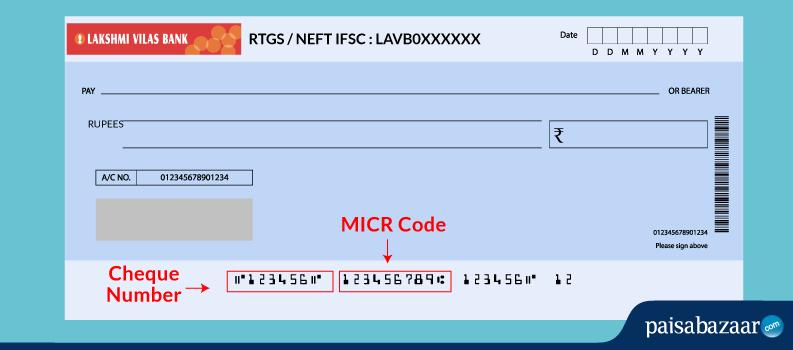 LAKSHMI VILAS BANK RTGS / NEFT IFSC : LAVB0XXXXXX Date
D D M M Y Y Y Y
PAY OR BEARER
RUPEES ₹
A/C NO. 012345678901234
MICR Code
012345678901234
Please sign above
Cheque
Number
⑈123456⑈ 123456789⑆ 123456⑈ 12
paisabazaar.com